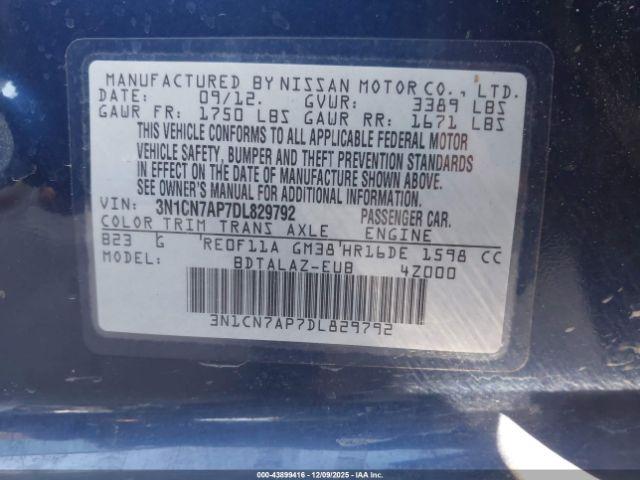 MANUFACTURED BY NISSAN MOTOR CO., LTD.
DATE: 09/12. GVWR: 3389 LBS
GAWR FR: 1750 LBS GAWR RR: 1671 LBS
THIS VEHICLE CONFORMS TO ALL APPLICABLE FEDERAL MOTOR
VEHICLE SAFETY, BUMPER AND THEFT PREVENTION STANDARDS
IN EFFECT ON THE DATE OF MANUFACTURE SHOWN ABOVE.
SEE OWNER'S MANUAL FOR ADDITIONAL INFORMATION.
VIN: 3N1CN7AP7DL829792 PASSENGER CAR.
COLOR TRIM TRANS AXLE ENGINE
B23 G RE0F11A GM38 HR16DE 1598 CC
MODEL: BDTALAZ-EUB 4Z000
3N1CN7AP7DL829792
000-43899416 - 12/09/2025 - IAAI.COM